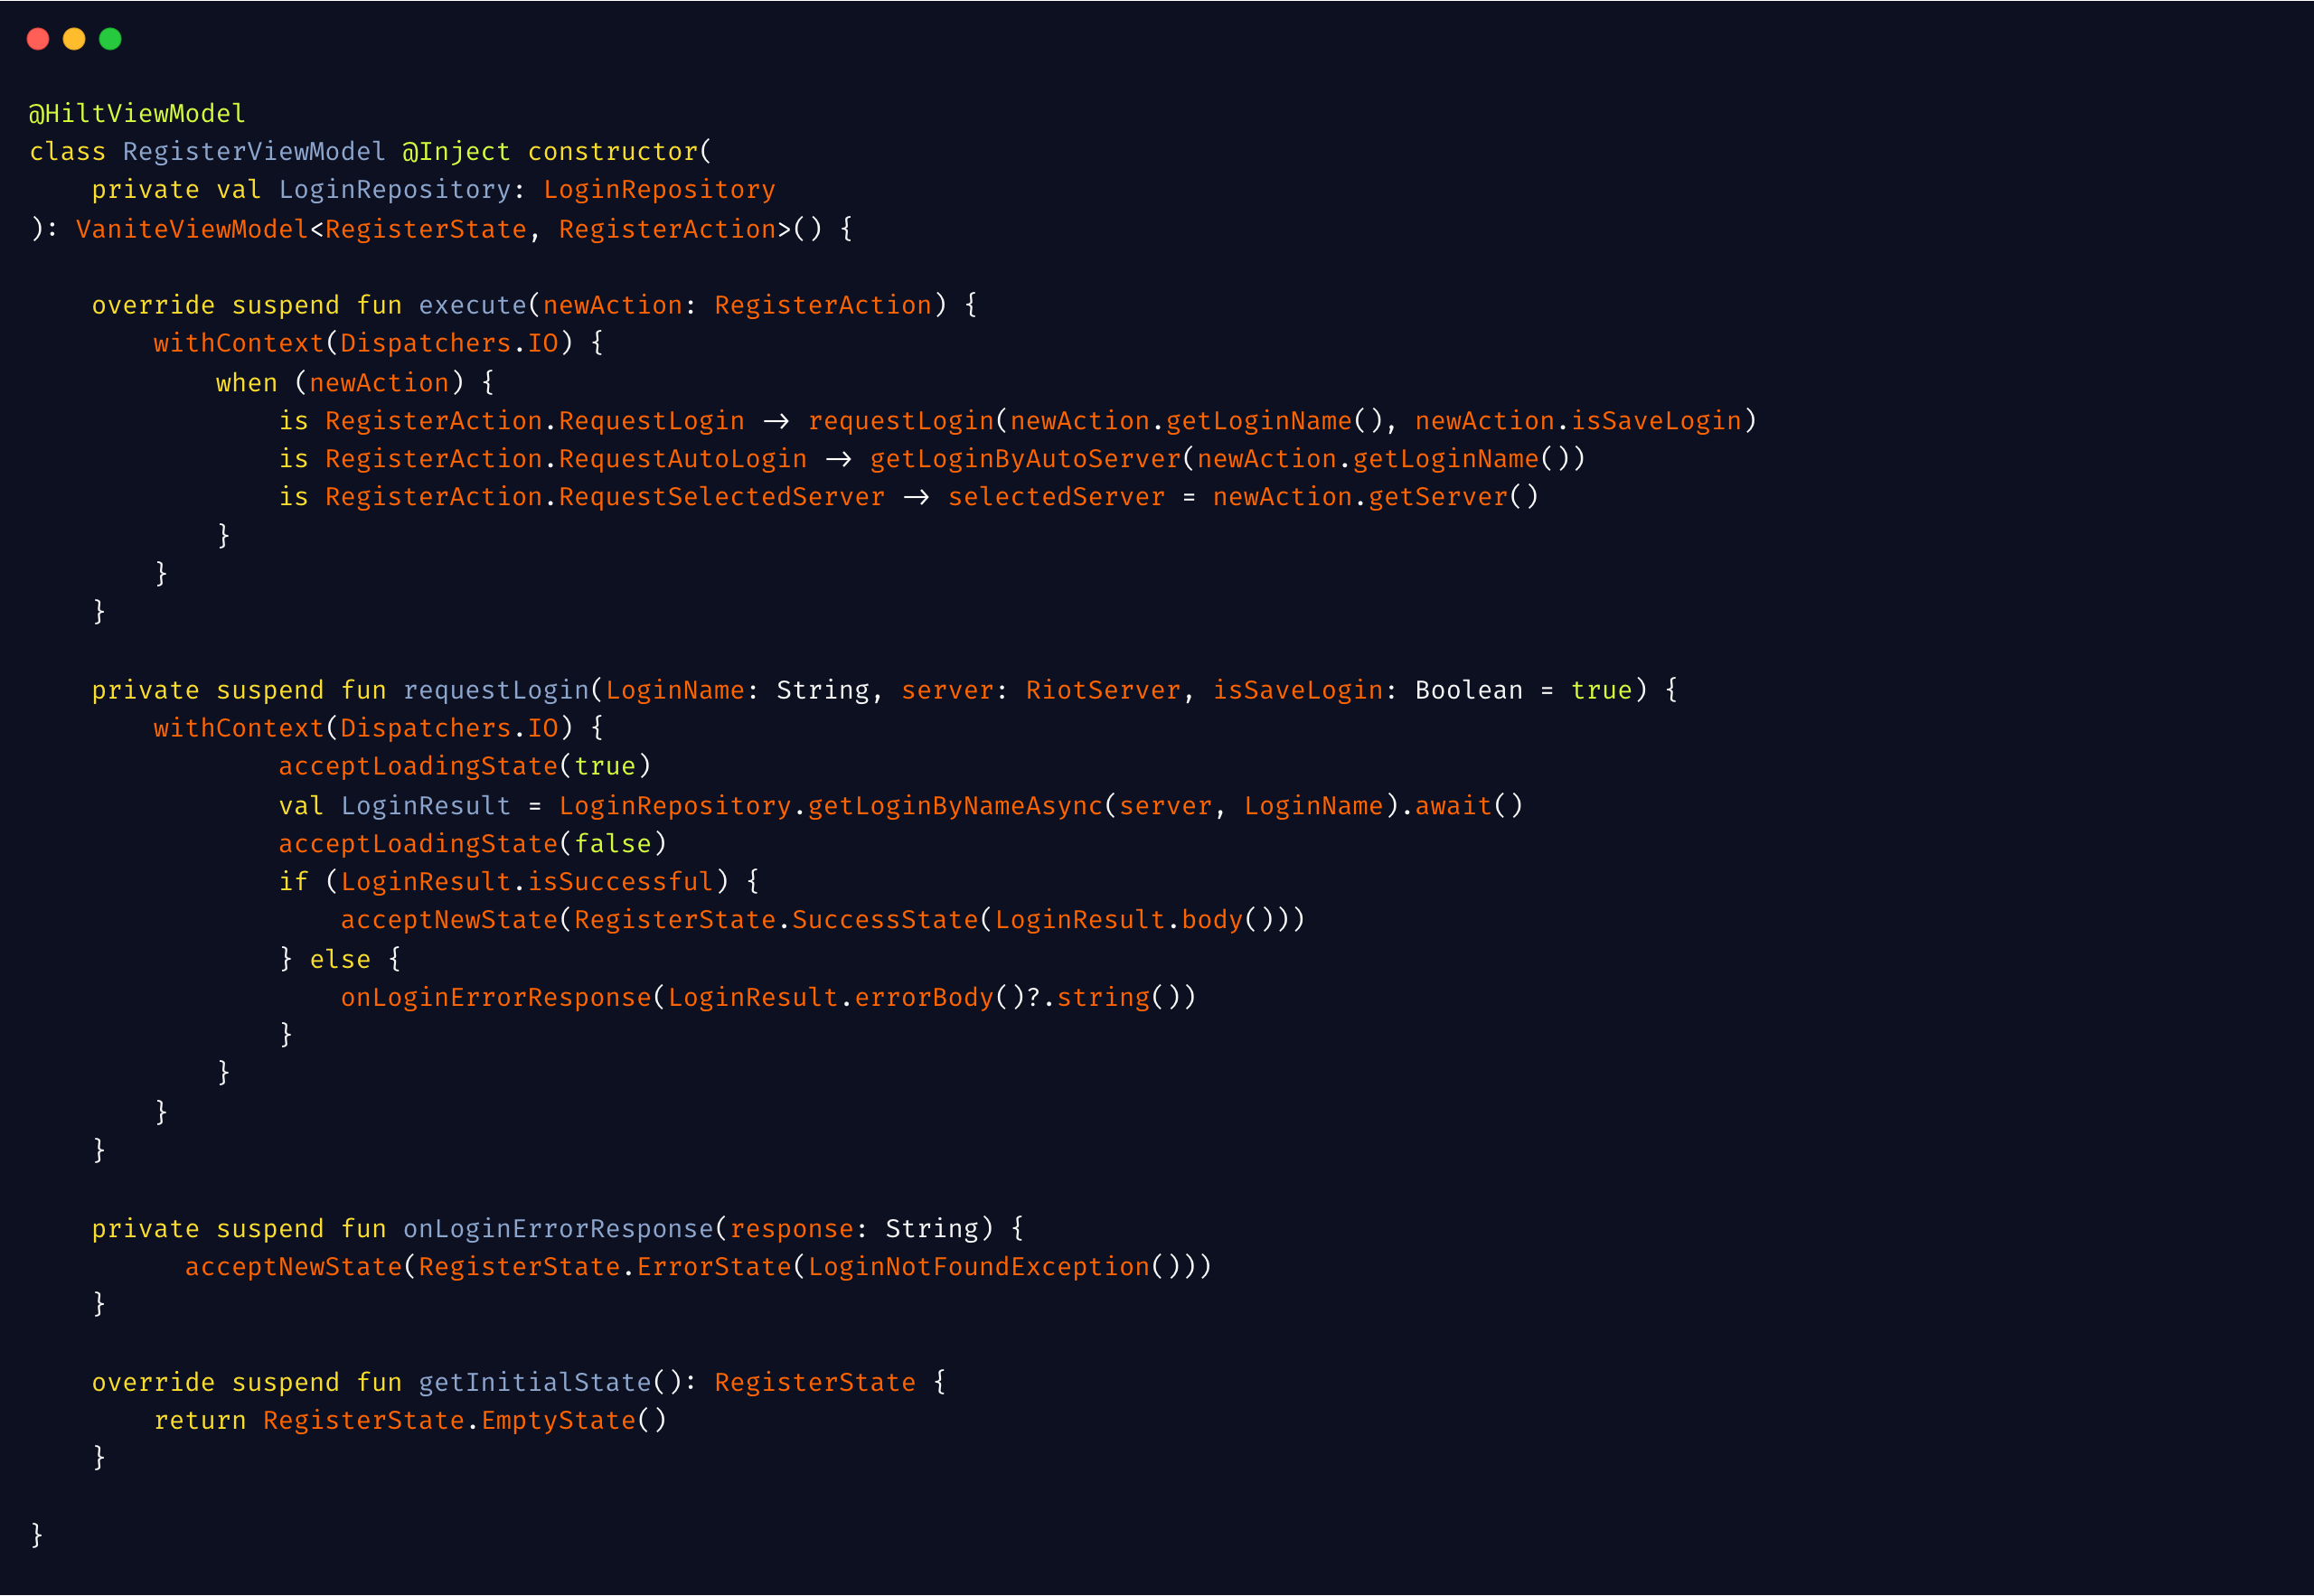 @HiltViewModel
class RegisterViewModel @Inject constructor(
    private val LoginRepository: LoginRepository
): VaniteViewModel<RegisterState, RegisterAction>() {

    override suspend fun execute(newAction: RegisterAction) {
        withContext(Dispatchers.IO) {
            when (newAction) {
                is RegisterAction.RequestLogin -> requestLogin(newAction.getLoginName(), newAction.isSaveLogin)
                is RegisterAction.RequestAutoLogin -> getLoginByAutoServer(newAction.getLoginName())
                is RegisterAction.RequestSelectedServer -> selectedServer = newAction.getServer()
            }
        }
    }

    private suspend fun requestLogin(LoginName: String, server: RiotServer, isSaveLogin: Boolean = true) {
        withContext(Dispatchers.IO) {
                acceptLoadingState(true)
                val LoginResult = LoginRepository.getLoginByNameAsync(server, LoginName).await()
                acceptLoadingState(false)
                if (LoginResult.isSuccessful) {
                    acceptNewState(RegisterState.SuccessState(LoginResult.body()))
                } else {
                    onLoginErrorResponse(LoginResult.errorBody()?.string())
                }
            }
        }
    }

    private suspend fun onLoginErrorResponse(response: String) {
          acceptNewState(RegisterState.ErrorState(LoginNotFoundException()))
    }

    override suspend fun getInitialState(): RegisterState {
        return RegisterState.EmptyState()
    }

}